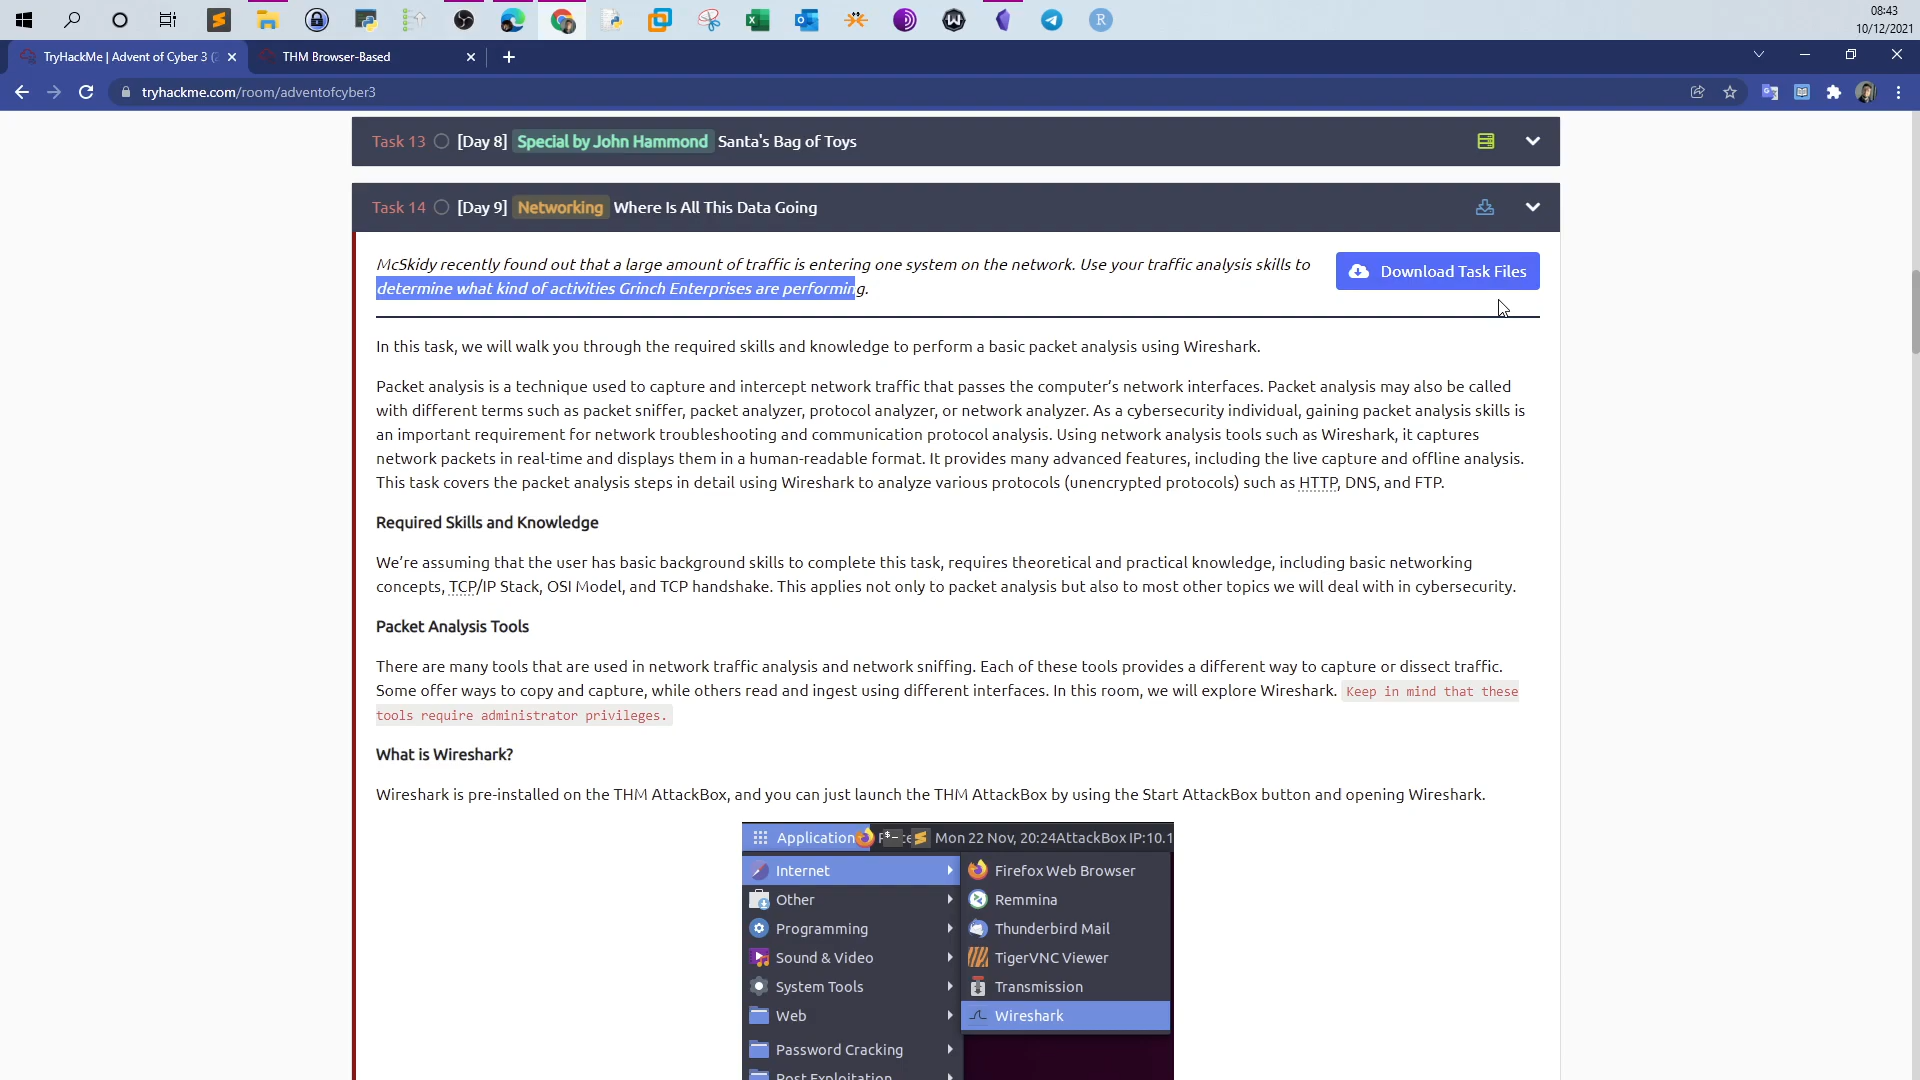 08:43
10/12/2021
TryHackMe | Advent of Cyber 3 (
THM Browser-Based
tryhackme.com/room/adventofcyber3
Task 13 [Day 8] Special by John Hammond Santa's Bag of Toys
Task 14 [Day 9] Networking Where Is All This Data Going
McSkidy recently found out that a large amount of traffic is entering one system on the network. Use your traffic analysis skills to
determine what kind of activities Grinch Enterprises are performing.
Download Task Files
In this task, we will walk you through the required skills and knowledge to perform a basic packet analysis using Wireshark.
Packet analysis is a technique used to capture and intercept network traffic that passes the computer’s network interfaces. Packet analysis may also be called
with different terms such as packet sniffer, packet analyzer, protocol analyzer, or network analyzer. As a cybersecurity individual, gaining packet analysis skills is
an important requirement for network troubleshooting and communication protocol analysis. Using network analysis tools such as Wireshark, it captures
network packets in real-time and displays them in a human-readable format. It provides many advanced features, including the live capture and offline analysis.
This task covers the packet analysis steps in detail using Wireshark to analyze various protocols (unencrypted protocols) such as HTTP, DNS, and FTP.
Required Skills and Knowledge
We’re assuming that the user has basic background skills to complete this task, requires theoretical and practical knowledge, including basic networking
concepts, TCP/IP Stack, OSI Model, and TCP handshake. This applies not only to packet analysis but also to most other topics we will deal with in cybersecurity.
Packet Analysis Tools
There are many tools that are used in network traffic analysis and network sniffing. Each of these tools provides a different way to capture or dissect traffic.
Some offer ways to copy and capture, while others read and ingest using different interfaces. In this room, we will explore Wireshark. Keep in mind that these
tools require administrator privileges.
What is Wireshark?
Wireshark is pre-installed on the THM AttackBox, and you can just launch the THM AttackBox by using the Start AttackBox button and opening Wireshark.
Application Mon 22 Nov, 20:24 AttackBox IP:10.1
Internet
Other
Programming
Sound & Video
System Tools
Web
Password Cracking
Post Exploitation
Firefox Web Browser
Remmina
Thunderbird Mail
TigerVNC Viewer
Transmission
Wireshark